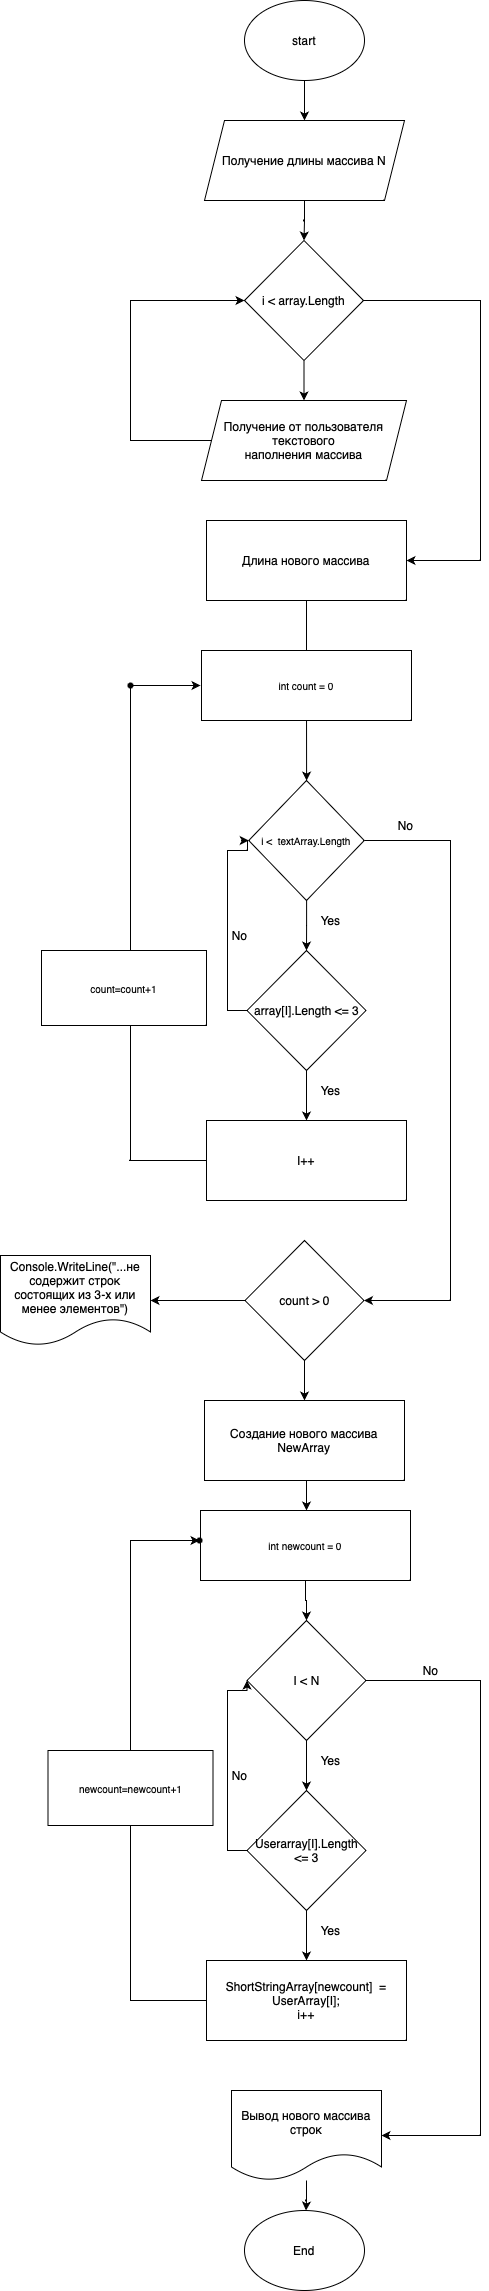 start
Получение длины массива N
i < array.Length
Получение от пользователя
текстового
наполнения массива
Длина нового массива
int count = 0
i < textArray.Length
No
Yes
No
count=count+1
array[I].Length <= 3
Yes
I++
Console.WriteLine("...не
содержит строк
состоящих из 3-х или
менее элементов")
count > 0
Создание нового массива
NewArray
int newcount = 0
I < N
No
Yes
No
newcount=newcount+1
Userarray[I].Length
<= 3
Yes
ShortStringArray[newcount] =
UserArray[I];
i++
Вывод нового массива
строк
End